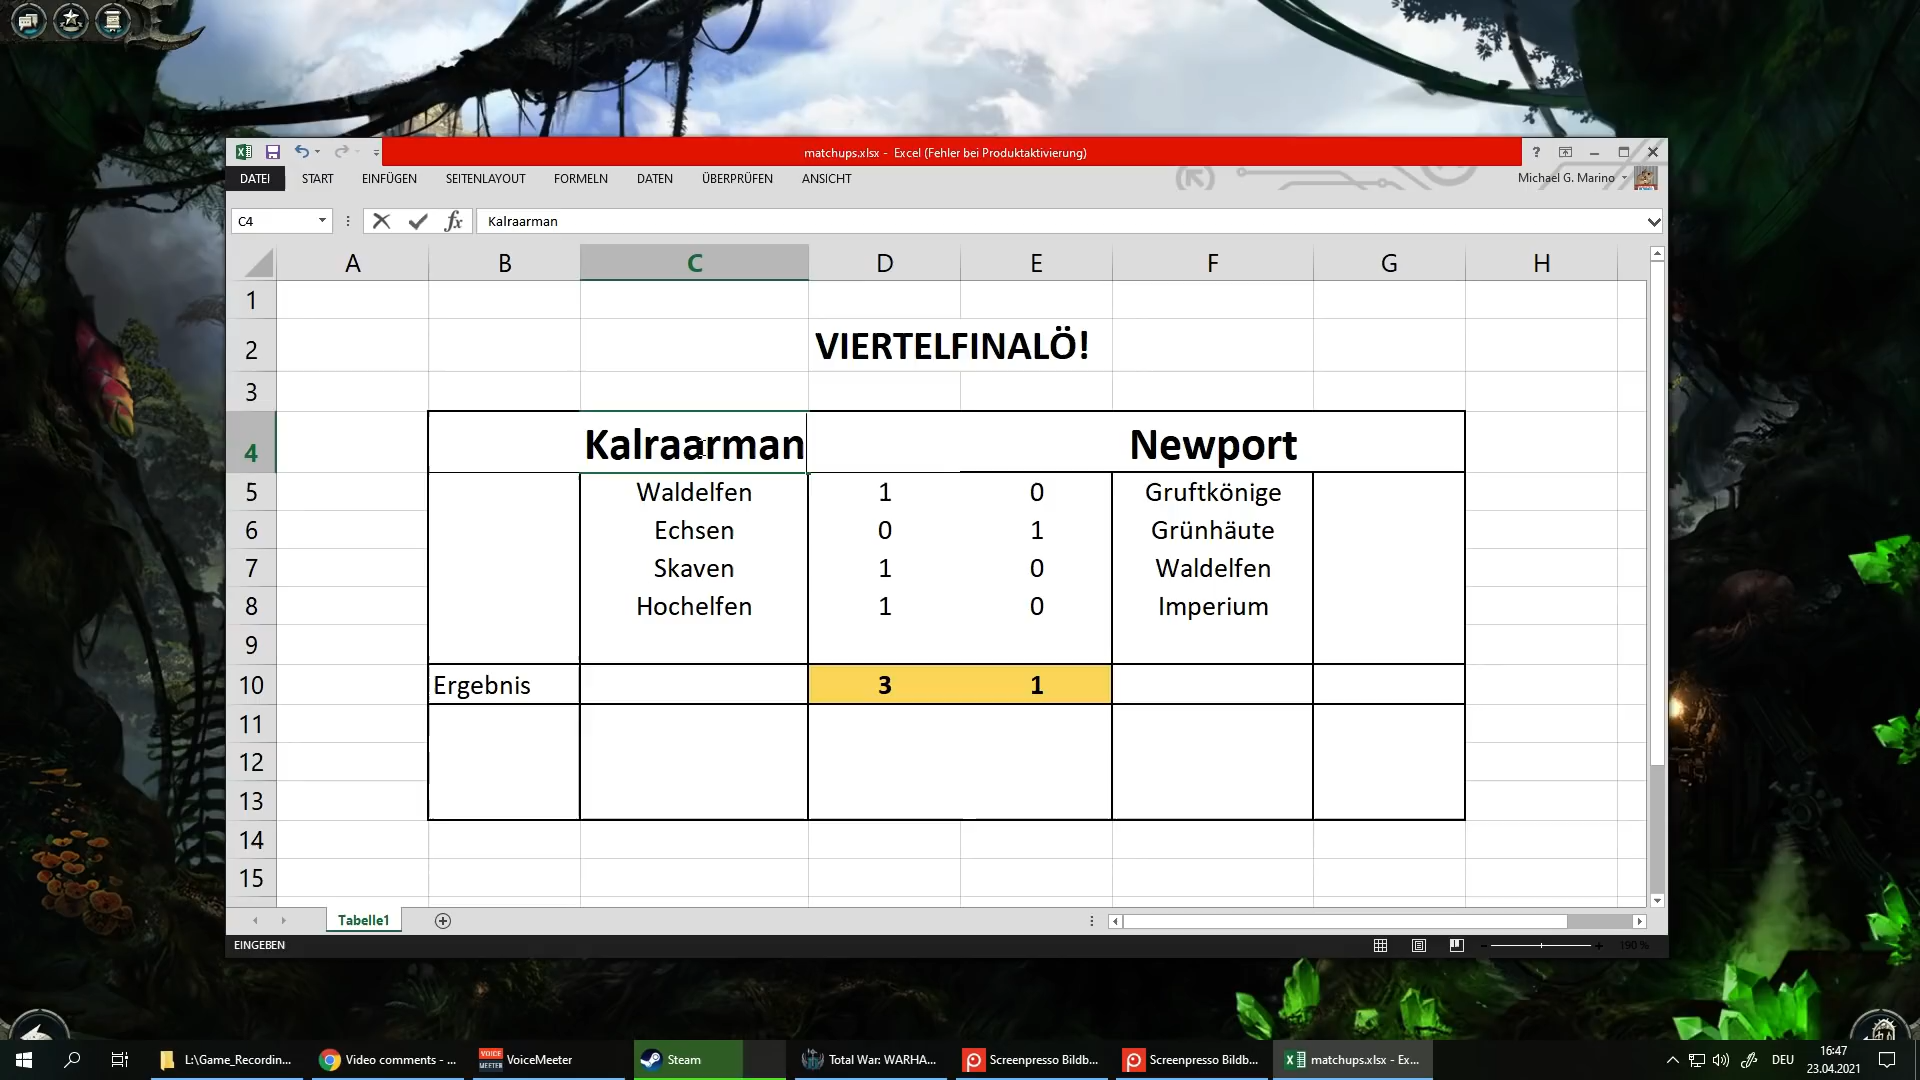 matchups.xlsx - Excel (Fehler bei Produktaktivierung)
?
DATEI START EINFÜGEN SEITENLAYOUT FORMELN DATEN ÜBERPRÜFEN ANSICHT Michael G. Marino
C4 fx Kalraarman
A B C D E F G H
1
2 VIERTELFINALÖ!
3
4 Kalraarman Newport
5 Waldelfen 1 0 Gruftkönige
6 Echsen 0 1 Grünhäute
7 Skaven 1 0 Waldelfen
8 Hochelfen 1 0 Imperium
9
10 Ergebnis 3 1
11
12
13
14
15
Tabelle1
EINGEBEN 190 %
L:\Game_Recordin... Video comments - ... VOICE MEETER VoiceMeeter Steam Total War: WARHA... Screenpresso Bildb... Screenpresso Bildb... matchups.xlsx - Ex... DEU 16:47
23.04.2021